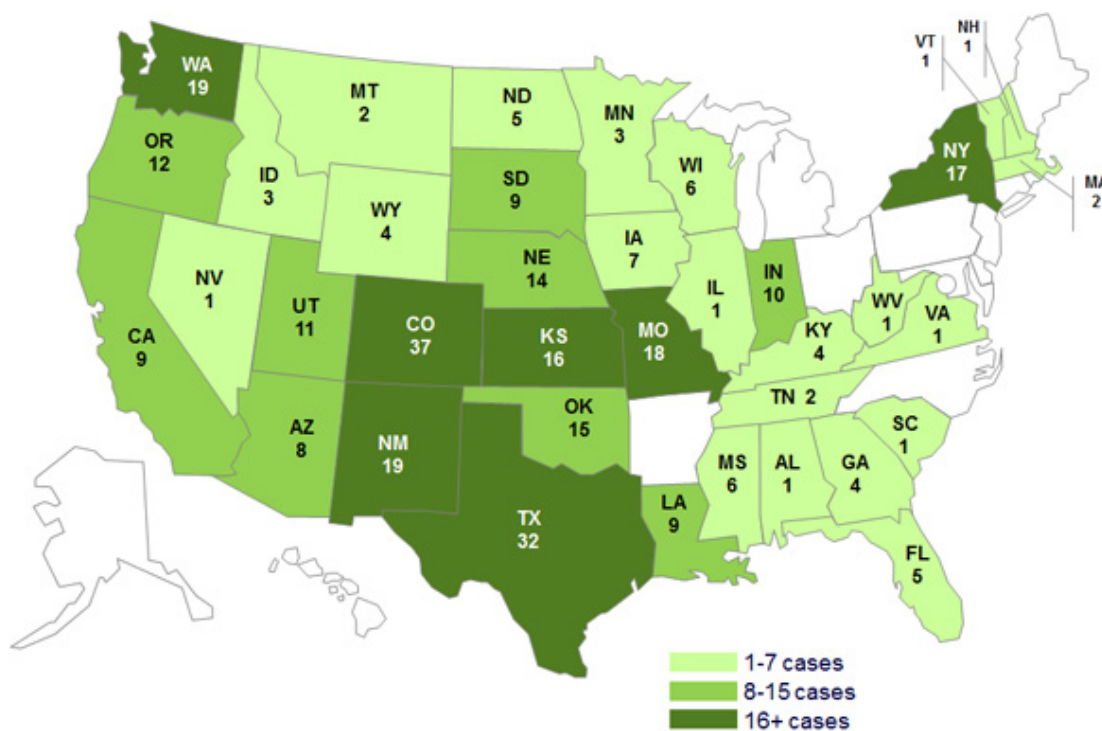 NH
1
VT
1
WA
19
MT
2
ND
5
MN
3
OR
12
ID
3
WY
4
SD
9
WI
6
NY
17
MA
2
NV
1
UT
11
CO
37
NE
14
IA
7
IL
1
IN
10
CA
9
KS
16
MO
18
KY
4
WV
1
VA
1
AZ
8
NM
19
OK
15
TN 2
SC
1
TX
32
LA
9
MS
6
AL
1
GA
4
FL
5
1-7 cases
8-15 cases
16+ cases